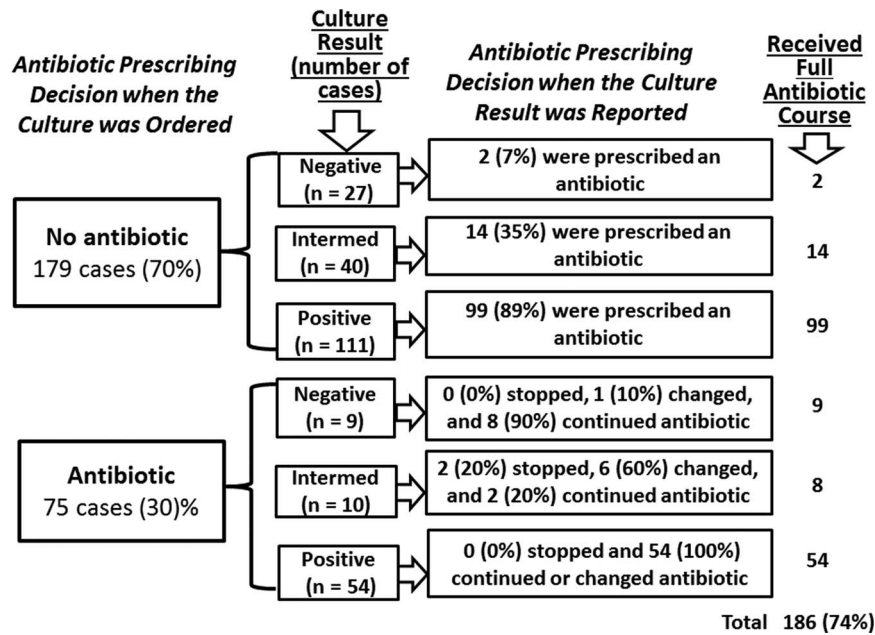 Antibiotic Prescribing
Decision when the
Culture was Ordered
Culture
Result
(number of
cases)
Antibiotic Prescribing
Decision when the Culture
Result was Reported
Received
Full
Antibiotic
Course
No antibiotic
179 cases (70%)
Negative
(n = 27)
2 (7%) were prescribed an
antibiotic
2
Intermed
(n = 40)
14 (35%) were prescribed an
antibiotic
14
Positive
(n = 111)
99 (89%) were prescribed an
antibiotic
99
Antibiotic
75 cases (30)%
Negative
(n = 9)
0 (0%) stopped, 1 (10%) changed,
and 8 (90%) continued antibiotic
9
Intermed
(n = 10)
2 (20%) stopped, 6 (60%) changed,
and 2 (20%) continued antibiotic
8
Positive
(n = 54)
0 (0%) stopped and 54 (100%)
continued or changed antibiotic
54
Total 186 (74%)